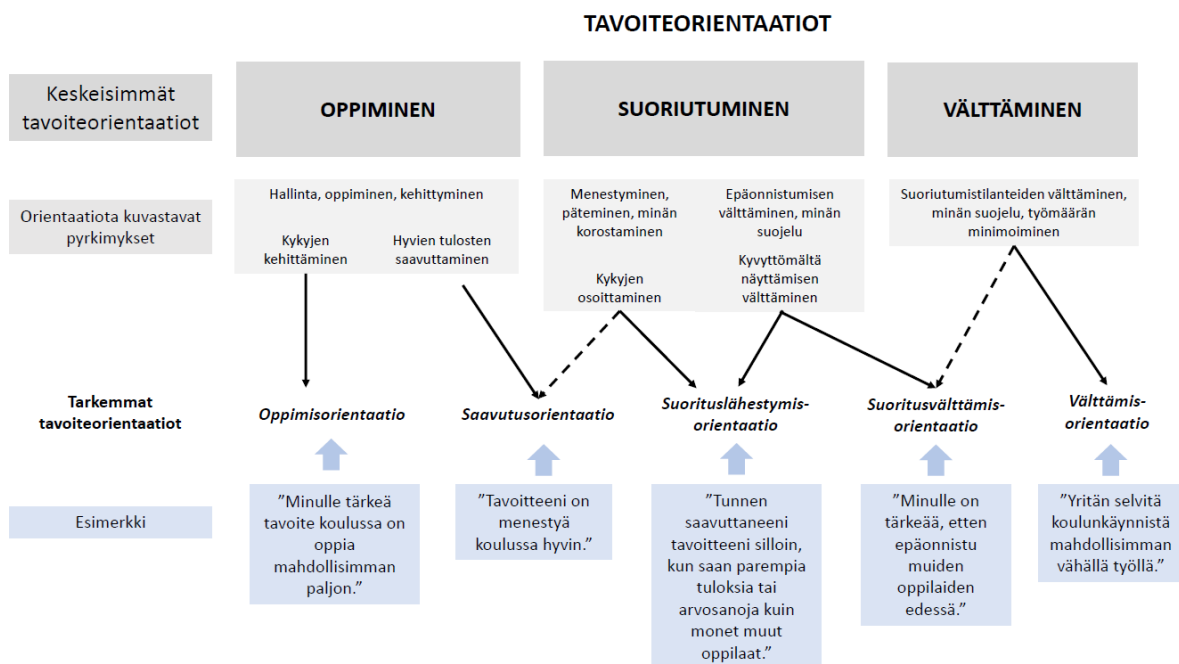 TAVOITEORIENTAATIOT
Keskeisimmät
tavoiteorientaatiot
OPPIMINEN
SUORIUTUMINEN
VÄLTTÄMINEN
Orientaatiota kuvastavat
pyrkimykset
Hallinta, oppiminen, kehittyminen
Kykyjen
kehittäminen
Hyvien tulosten
saavuttaminen
Menestyminen,
päteminen, minän
korostaminen
Kykyjen
osoittaminen
Epäonnistumisen
välttäminen, minän
suojelu
Kyvyttömältä
näyttämisen
välttäminen
Suoriutumistilanteiden välttäminen,
minän suojelu, työmäärän
minimoiminen
Tarkemmat
tavoiteorientaatiot
Oppimisorientaatio
Saavutusorientaatio
Suorituslähestymis-
orientaatio
Suoritusvälttämis-
orientaatio
Välttämis-
orientaatio
Esimerkki
”Minulle tärkeä
tavoite koulussa on
oppia
mahdollisimman
paljon.”
”Tavoitteeni on
menestyä
koulussa hyvin.”
”Tunnen
saavuttaneeni
tavoitteeni silloin,
kun saan parempia
tuloksia tai
arvosanoja kuin
monet muut
oppilaat.”
”Minulle on
tärkeää, etten
epäonnistu
muiden
oppilaiden
edessä.”
”Yritän selvitä
koulunkäynnistä
mahdollisimman
vähällä työllä.”